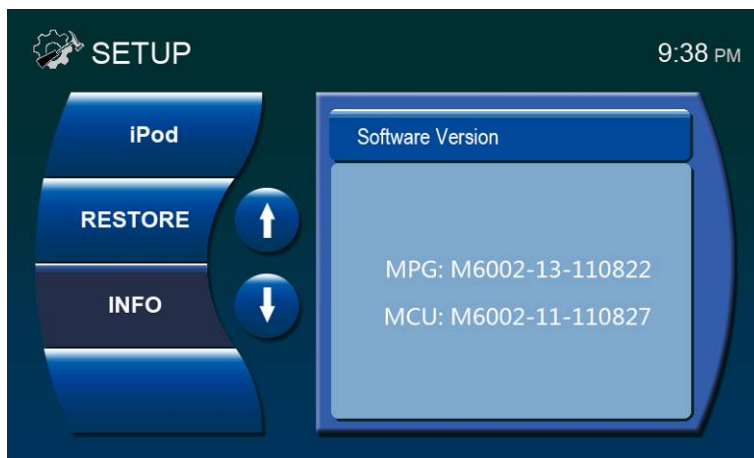 SETUP
9:38 PM
iPod
RESTORE
INFO
Software Version
MPG: M6002-13-110822
MCU: M6002-11-110827